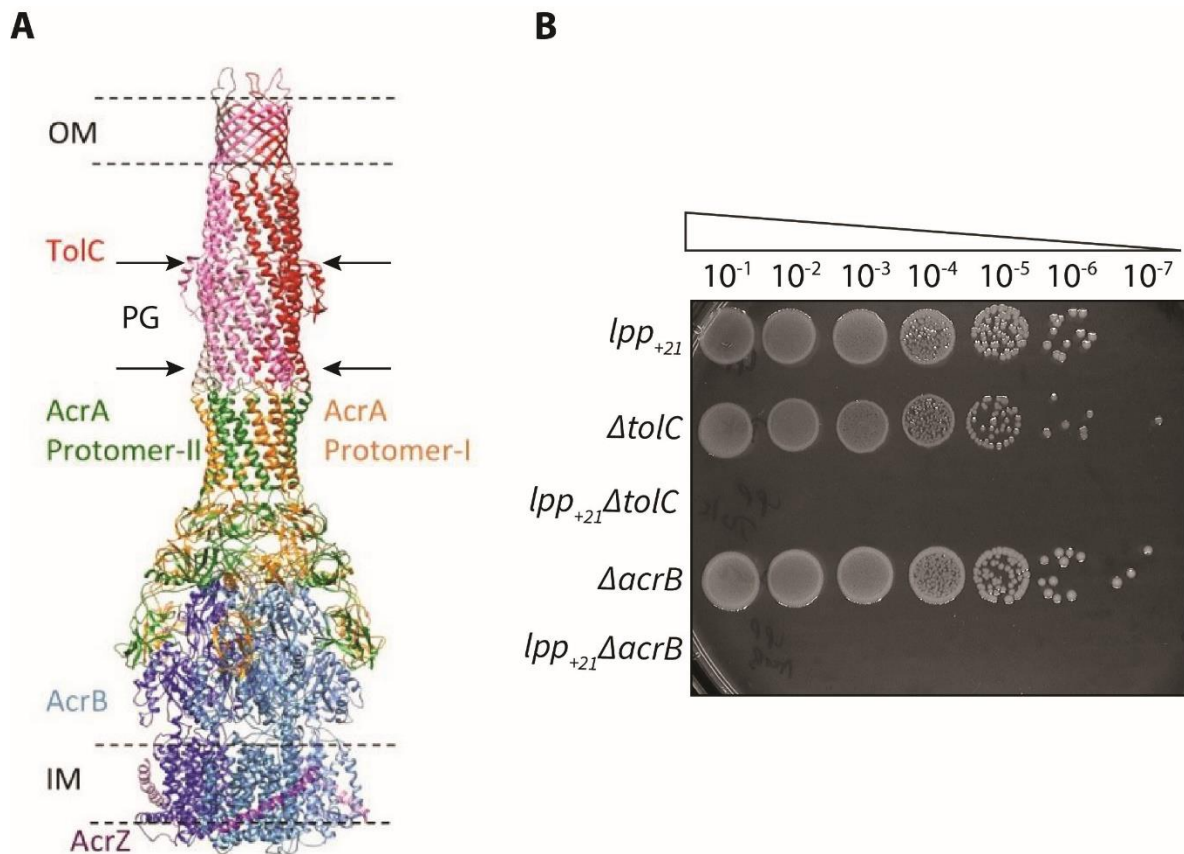 A
OM
TolC
PG
AcrA
Protomer-II
AcrA
Protomer-I
AcrB
IM
AcrZ
B
10⁻¹ 10⁻² 10⁻³ 10⁻⁴ 10⁻⁵ 10⁻⁶ 10⁻⁷
lpp₊₂₁
ΔtolC
lpp₊₂₁ΔtolC
ΔacrB
lpp₊₂₁ΔacrB